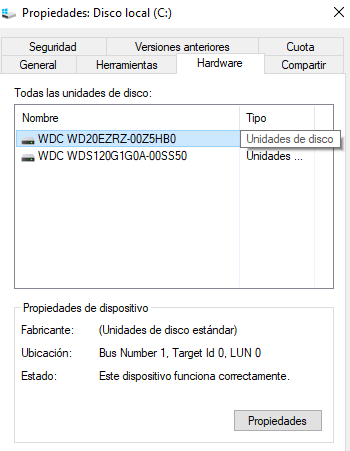 Propiedades: Disco local (C:)
Seguridad Versiones anteriores Cuota
General Herramientas Hardware Compartir
Todas las unidades de disco:
Nombre Tipo
WDC WD20EZRZ-00Z5HB0 Unidades de disco
WDC WDS120G1G0A-00SS50 Unidades ...
Propiedades de dispositivo
Fabricante: (Unidades de disco estándar)
Ubicación: Bus Number 1, Target Id 0, LUN 0
Estado: Este dispositivo funciona correctamente.
Propiedades